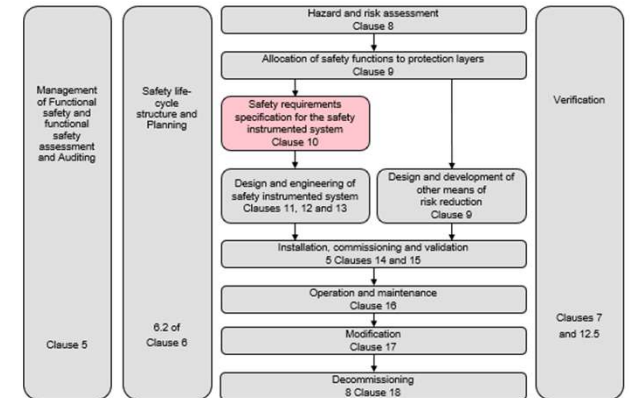 Management
of Functional
safety and
functional
safety
assessment
and Auditing
Clause 5
Safety life-
cycle
structure and
Planning
6.2 of
Clause 6
Hazard and risk assessment
Clause 8
Allocation of safety functions to protection layers
Clause 9
Safety requirements
specification for the safety
instrumented system
Clause 10
Design and engineering of
safety instrumented system
Clauses 11, 12 and 13
Design and development of
other means of
risk reduction
Clause 9
Installation, commissioning and validation
5 Clauses 14 and 15
Operation and maintenance
Clause 16
Modification
Clause 17
Decommissioning
8 Clause 18
Verification
Clauses 7
and 12.5